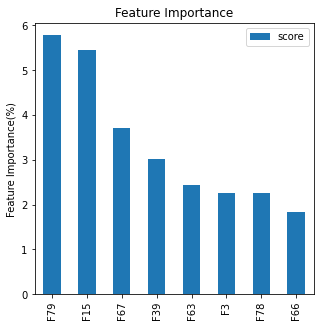 Feature Importance
score
Feature Importance(%)
6
5
4
3
2
1
0
F79
F15
F67
F39
F63
F3
F78
F66